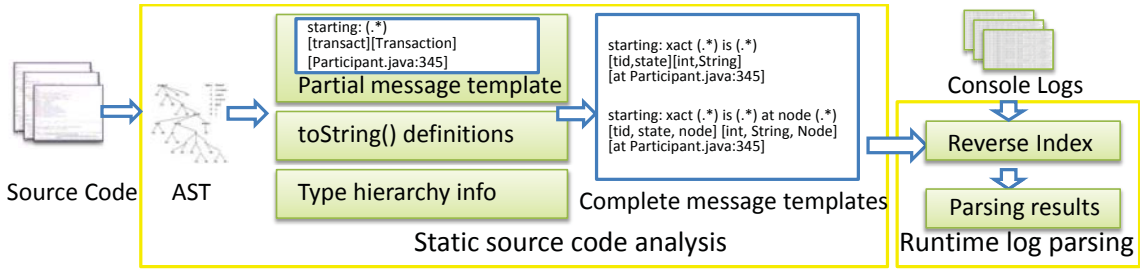 Source Code
AST
starting: (.*)
[transact][Transaction]
[Participant.java:345]
Partial message template
toString() definitions
Type hierarchy info
starting: xact (.*) is (.*)
[tid,state][int,String]
[at Participant.java:345]
starting: xact (.*) is (.*) at node (.*)
[tid, state, node] [int, String, Node]
[at Participant.java:345]
Complete message templates
Static source code analysis
Console Logs
Reverse Index
Parsing results
Runtime log parsing